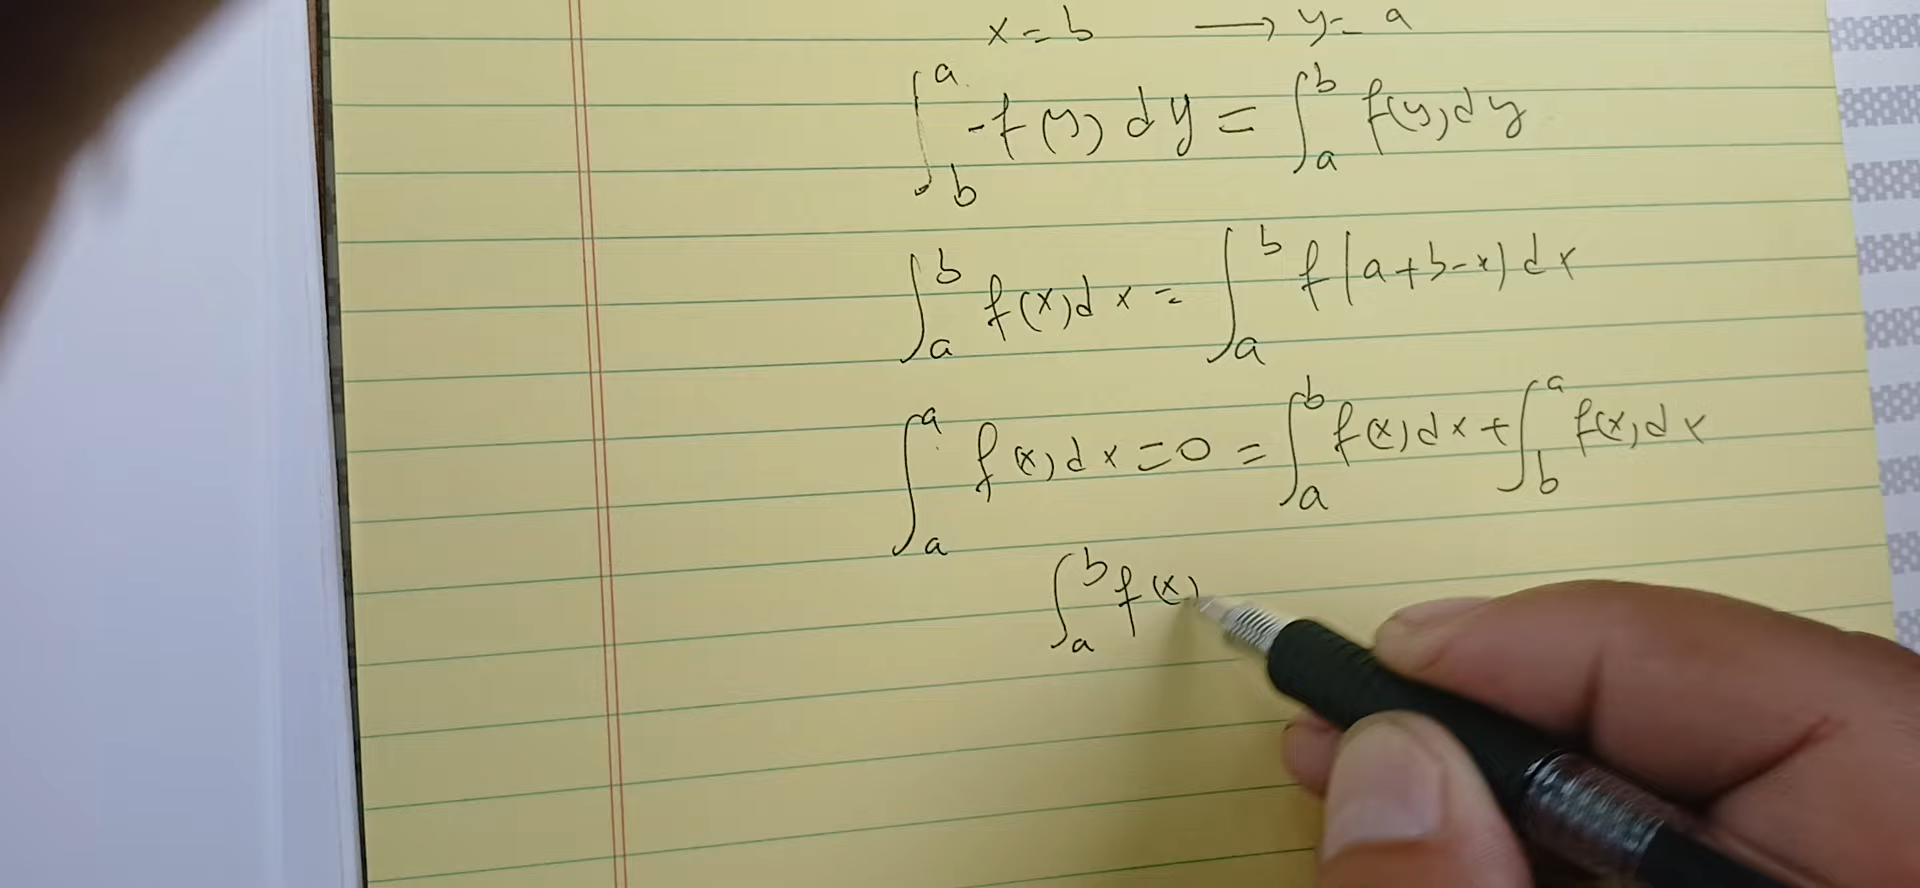 x = b → y = a
∫_b^a -f(y) dy = ∫_a^b f(y) dy
∫_a^b f(x) dx = ∫_a^b f(a+b-x) dx
∫_a^a f(x) dx = 0 = ∫_a^b f(x) dx + ∫_b^a f(x) dx
∫_a^b f(x)